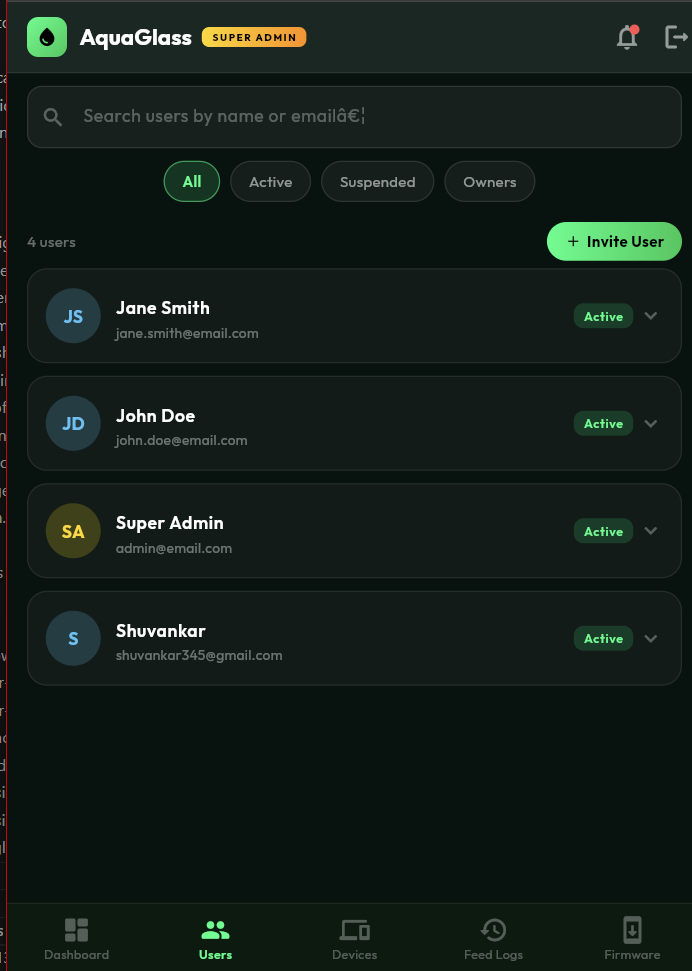 AquaGlass SUPER ADMIN
Search users by name or emailâ€¦
All Active Suspended Owners
4 users + Invite User
JS Jane Smith Active
jane.smith@email.com
JD John Doe Active
john.doe@email.com
SA Super Admin Active
admin@email.com
S Shuvankar Active
shuvankar345@gmail.com
Dashboard Users Devices Feed Logs Firmware